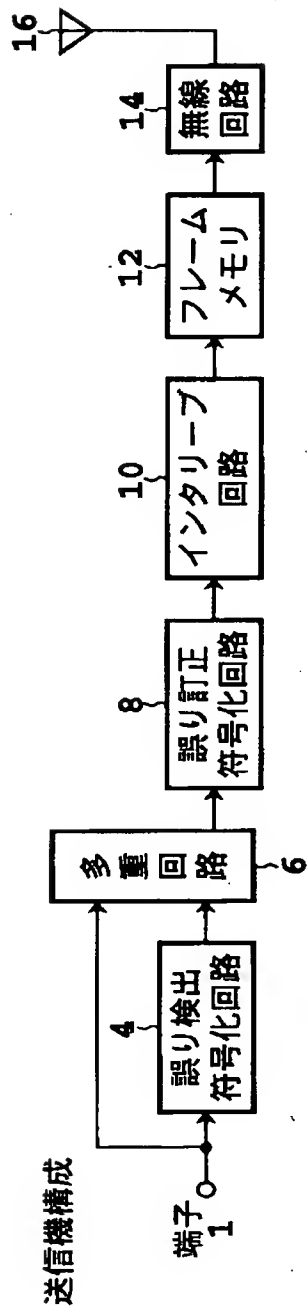 送信機構成
端子
1
4
誤り検出
符号化回路
多重回路
6
8
誤り訂正
符号化回路
10
インタリーブ
回路
12
フレーム
メモリ
14
無線
回路
16